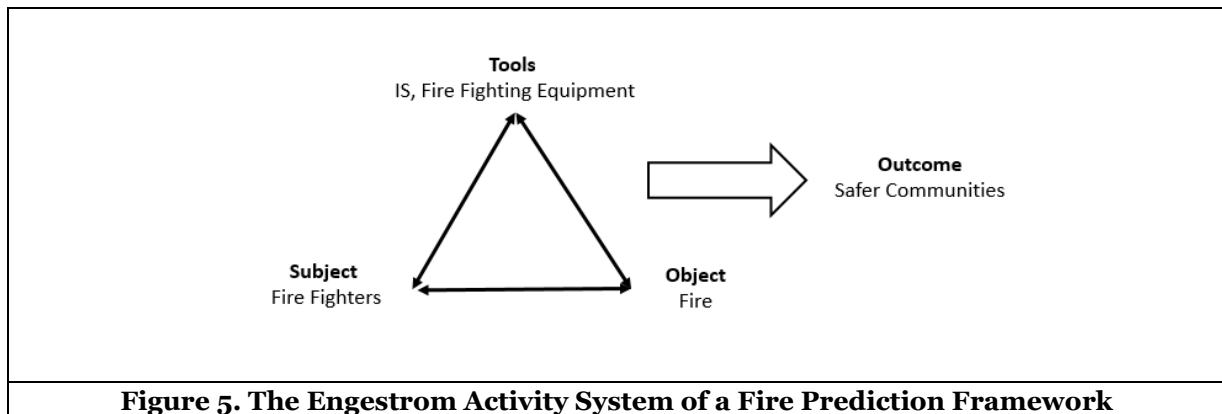 Tools
IS, Fire Fighting Equipment
Outcome
Safer Communities
Subject
Fire Fighters
Object
Fire
Figure 5. The Engestrom Activity System of a Fire Prediction Framework